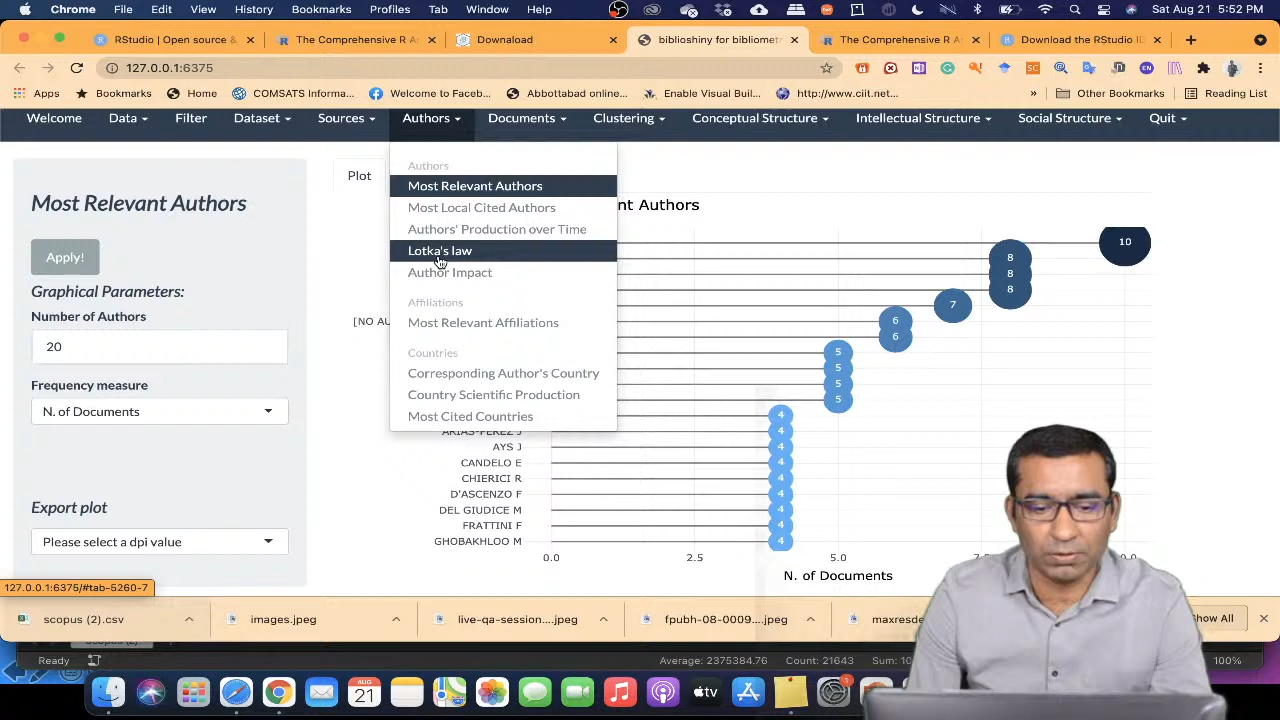 Chrome File Edit View History Bookmarks Profiles Tab Window Help Sat Aug 21 5:52 PM
RStudio | Open source & × The Comprehensive R A × Downaload × biblioshiny for bibliomet × The Comprehensive R A × Download the RStudio ID × +
127.0.0.1:6375
Apps Bookmarks Home COMSATS Informa... Welcome to Faceb... Abbottabad online... Enable Visual Buil... http://www.ciit.net... » Other Bookmarks Reading List
Welcome Data Filter Dataset Sources Authors Documents Clustering Conceptual Structure Intellectual Structure Social Structure Quit
Most Relevant Authors
Apply!
Graphical Parameters:
Number of Authors
20
Frequency measure
N. of Documents
Export plot
Please select a dpi value
Plot
Authors
Most Relevant Authors
Most Local Cited Authors
Authors' Production over Time
Lotka's law
Author Impact
Affiliations
Most Relevant Affiliations
Countries
Corresponding Author's Country
Country Scientific Production
Most Cited Countries
nt Authors
10
8
8
8
7
[NO AU 6
6
5
5
5
5
4
ARIAS-PEREZ J 4
AYS J 4
CANDELO E 4
CHIERICI R 4
D'ASCENZO F 4
DEL GIUDICE M 4
FRATTINI F 4
GHOBAKHLOO M 4
0.0 2.5 5.0
N. of Documents
127.0.0.1:6375/#tab-5260-7
scopus (2).csv images.jpeg live-qa-session....jpeg fpubh-08-0009....jpeg maxresde
Show All ×
Ready Average: 2375384.76 Count: 21643 Sum: 10 100%
AUG
21
tv
1